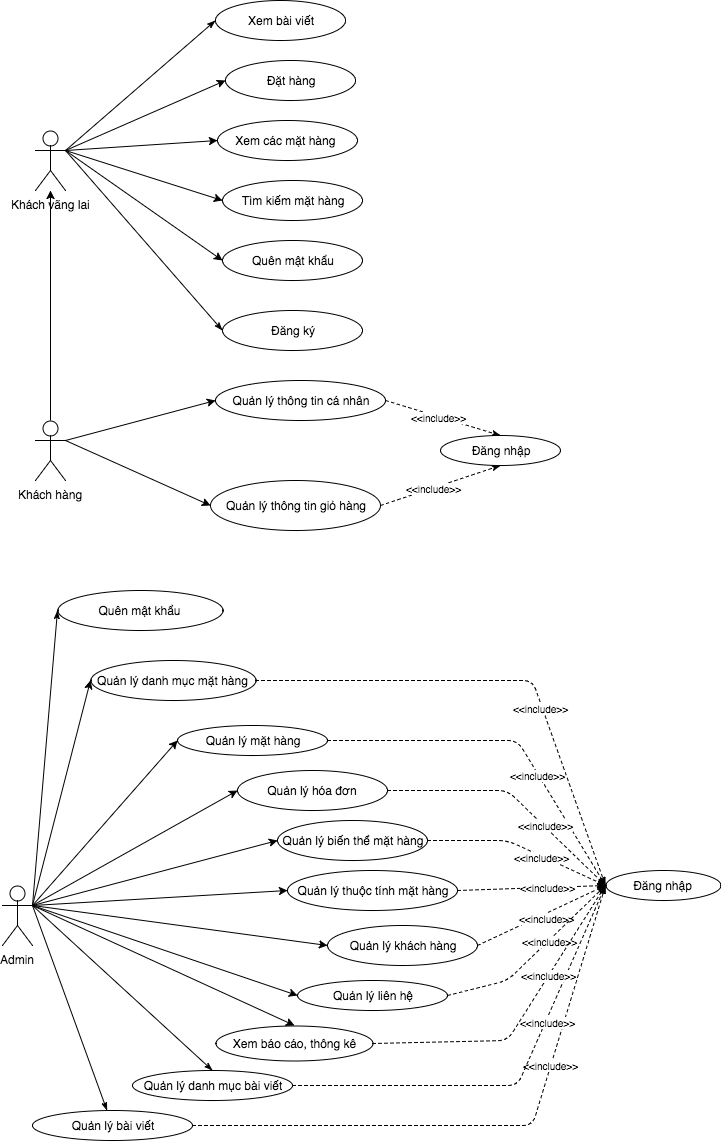 Xem bài viết
Đặt hàng
Xem các mặt hàng
Khách vãng lai
Tìm kiếm mặt hàng
Quên mật khẩu
Đăng ký
Quản lý thông tin cá nhân
<<include>>
Đăng nhập
Khách hàng
<<include>>
Quản lý thông tin giỏ hàng
Quên mật khẩu
Quản lý danh mục mặt hàng
<<include>>
Quản lý mặt hàng
<<include>>
Quản lý hóa đơn
<<include>>
Quản lý biến thể mặt hàng
<<include>>
Quản lý thuộc tính mặt hàng
<<include>>
Đăng nhập
Quản lý khách hàng
<<include>>
Admin
<<include>>
Quản lý liên hệ
<<include>>
Xem báo cáo, thống kê
<<include>>
Quản lý danh mục bài viết
<<include>>
Quản lý bài viết